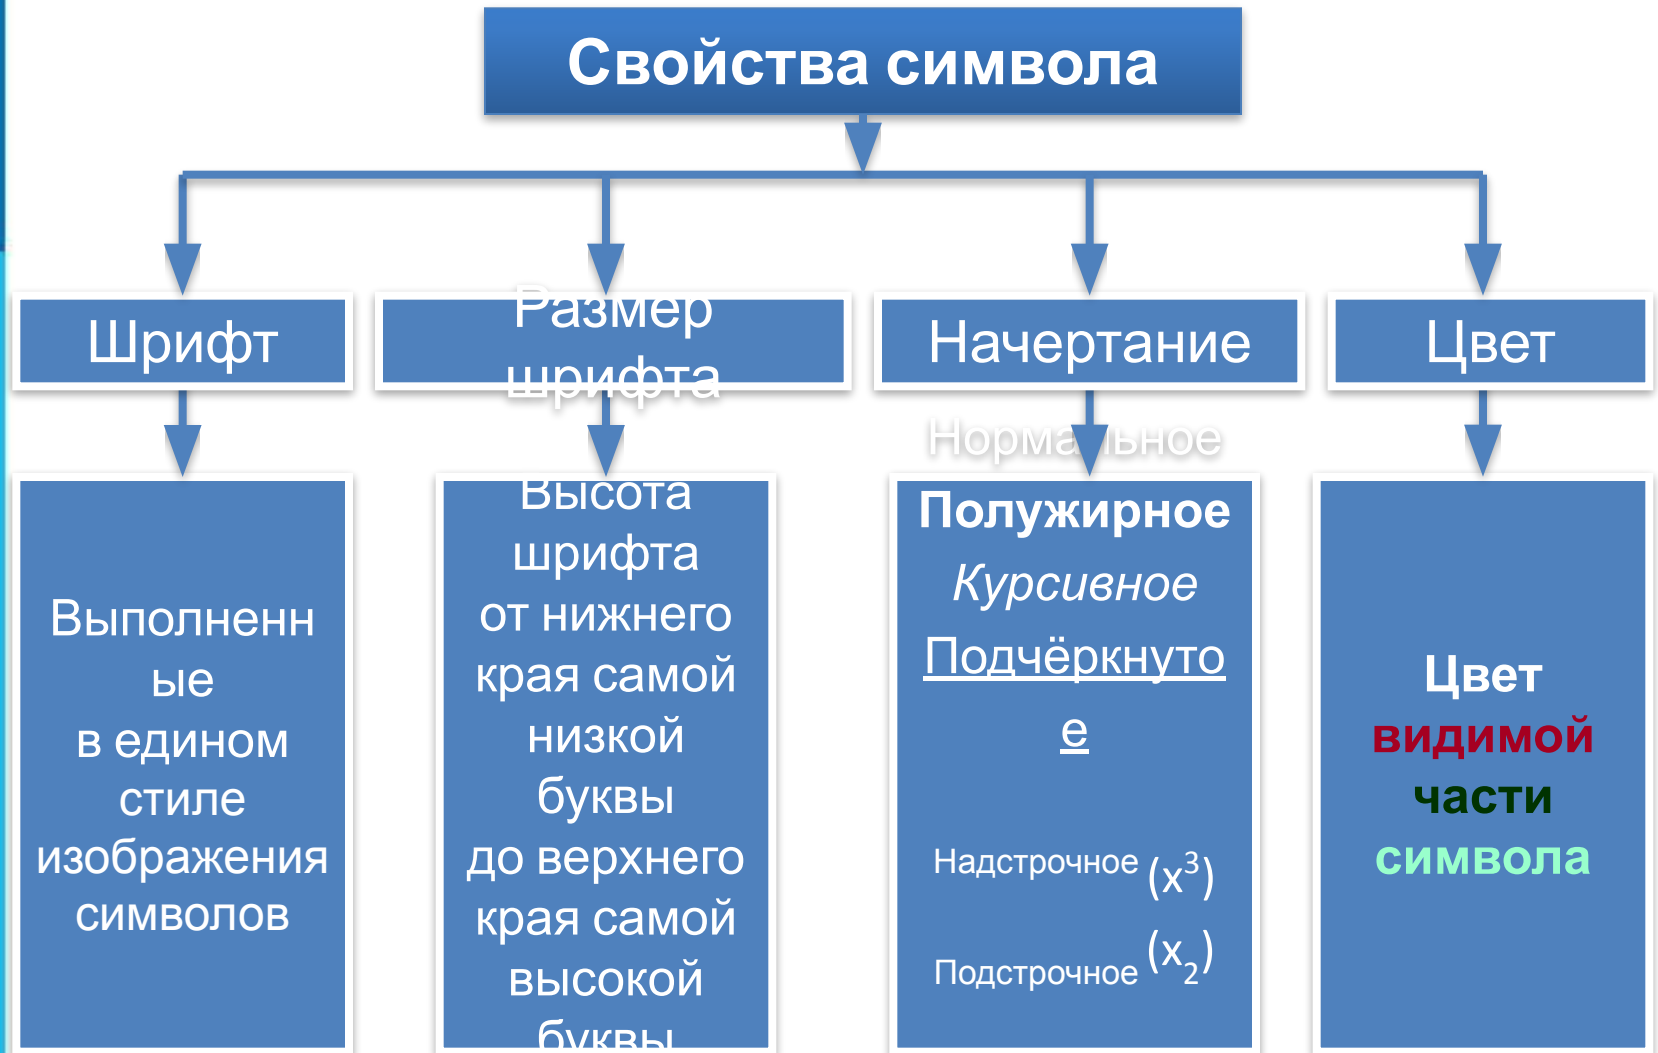 Свойства символа
Шрифт
Размер
шрифта
Начертание
Цвет
Выполненн
ые
в едином
стиле
изображения
символов
Высота
шрифта
от нижнего
края самой
низкой
буквы
до верхнего
края самой
высокой
буквы
Нормальное
Полужирное
Курсивное
Подчёркнуто
е
Надстрочное (x³)
Подстрочное (x₂)
Цвет
видимой
части
символа